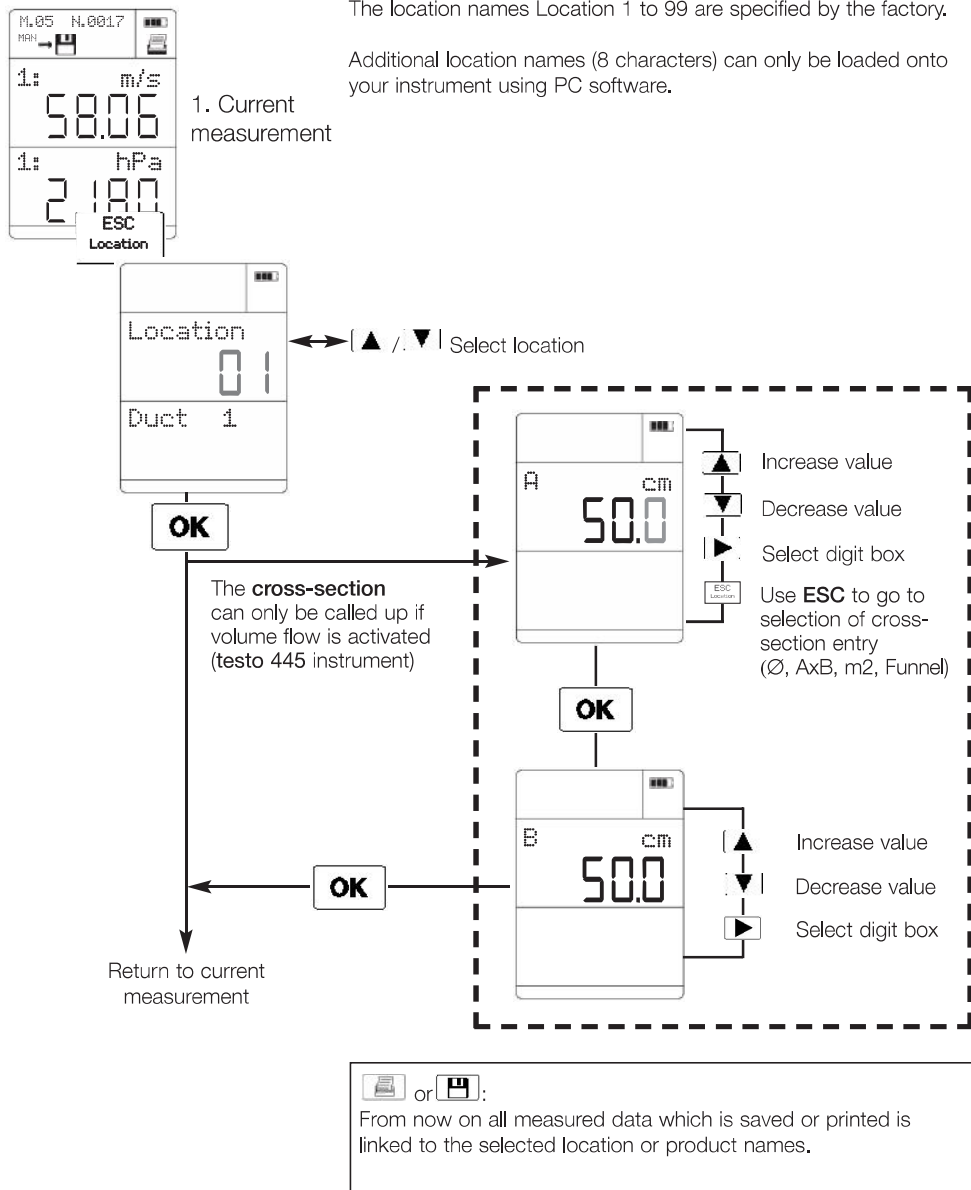 The location names Location 1 to 99 are specified by the factory.
Additional location names (8 characters) can only be loaded onto
your instrument using PC software.
M.05 N.0017
MAN
1: m/s
58.06
1: hPa
2180
ESC
Location
1. Current
measurement
Location
01
Duct 1
/ Select location
OK
The cross-section
can only be called up if
volume flow is activated
(testo 445 instrument)
A cm
50.0
Increase value
Decrease value
Select digit box
ESC
Location
Use ESC to go to
selection of cross-
section entry
(Ø, AxB, m2, Funnel)
OK
B cm
50.0
Increase value
Decrease value
Select digit box
OK
Return to current
measurement
or :
From now on all measured data which is saved or printed is
linked to the selected location or product names.